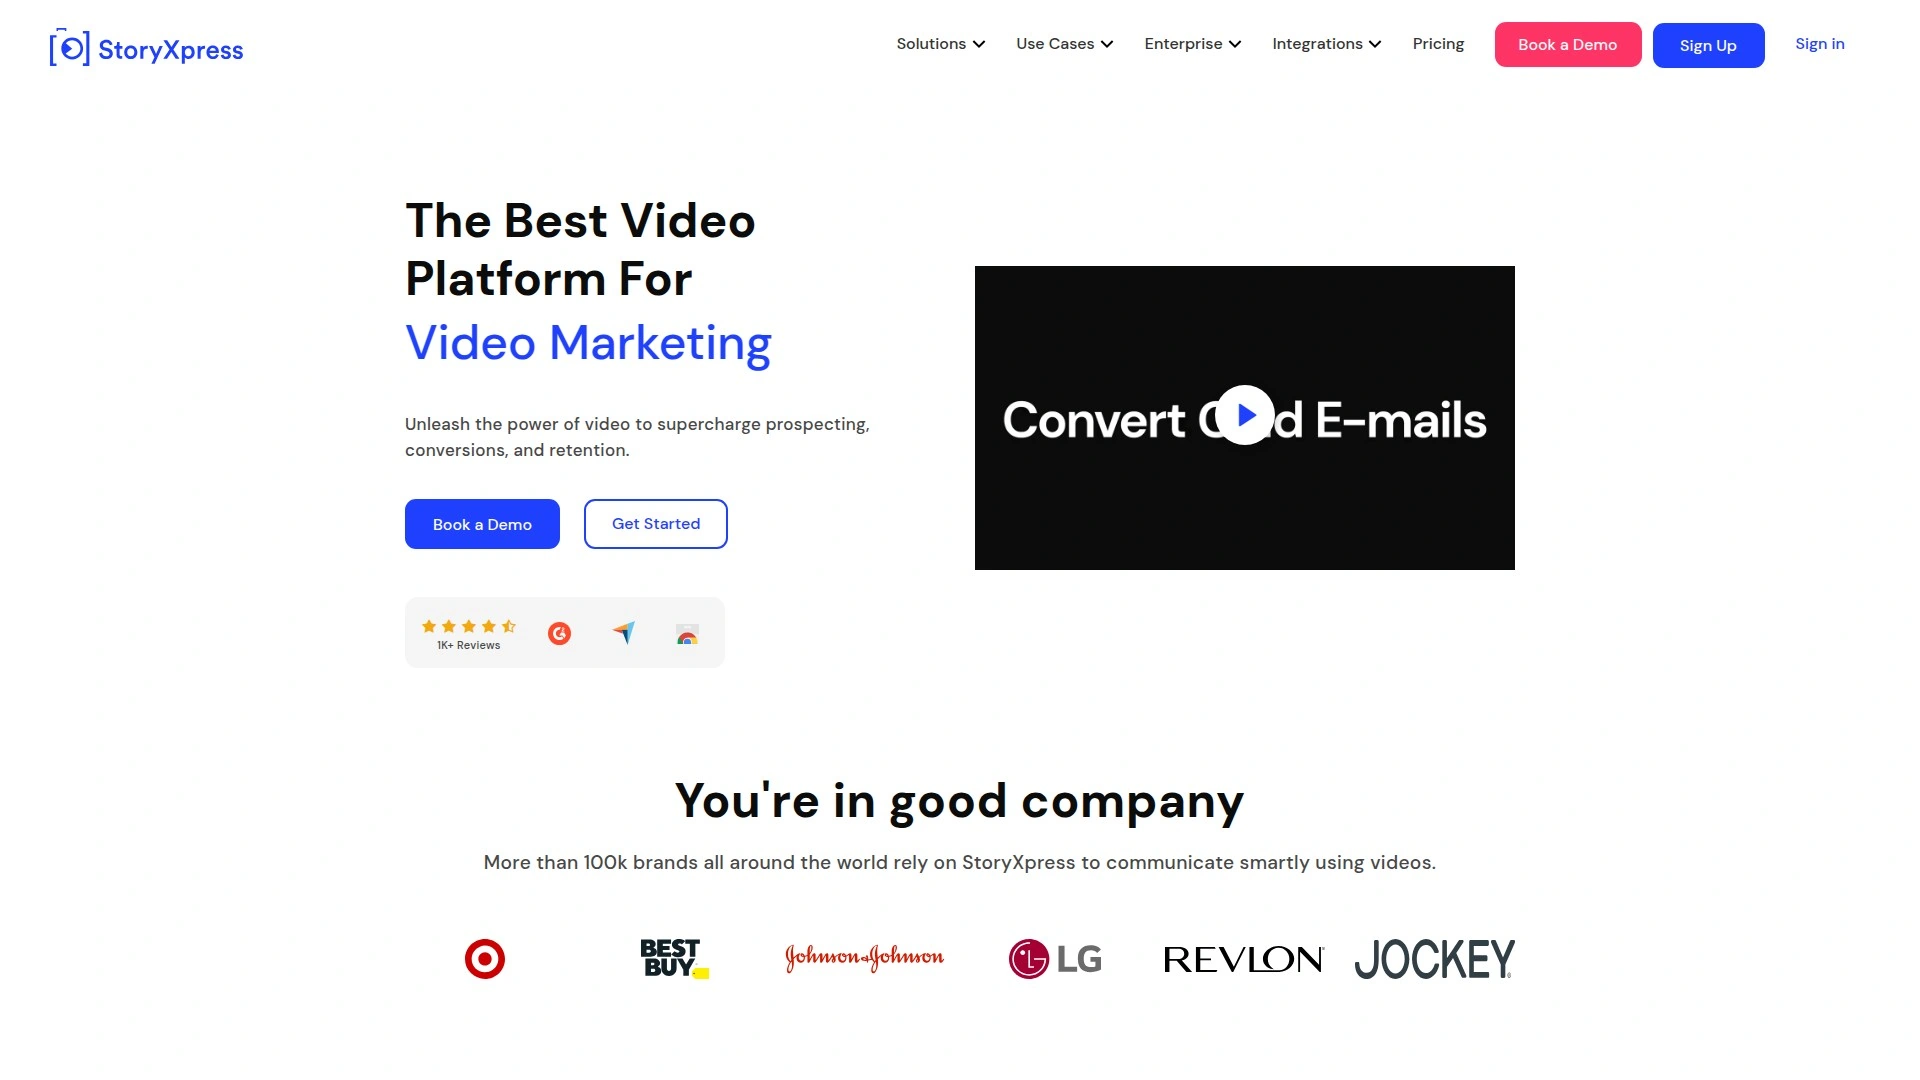 StoryXpress
Solutions
Use Cases
Enterprise
Integrations
Pricing
Book a Demo
Sign Up
Sign in
The Best Video
Platform For
Video Marketing
Unleash the power of video to supercharge prospecting,
conversions, and retention.
Book a Demo
Get Started
1K+ Reviews
Convert E-mails
You're in good company
More than 100k brands all around the world rely on StoryXpress to communicate smartly using videos.
BEST
BUY
Johnson & Johnson
LG
REVLON
JOCKEY